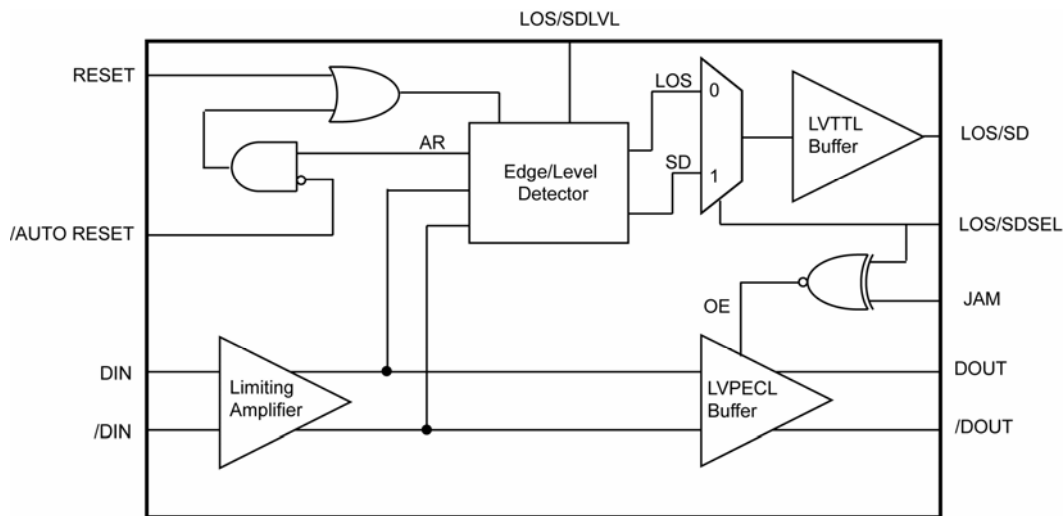 LOS/SDLVL
RESET
LOS
0
LVTTL
Buffer
LOS/SD
AR
Edge/Level
Detector
SD
1
/AUTO RESET
LOS/SDSEL
OE
JAM
DIN
Limiting
Amplifier
LVPECL
Buffer
DOUT
/DIN
/DOUT